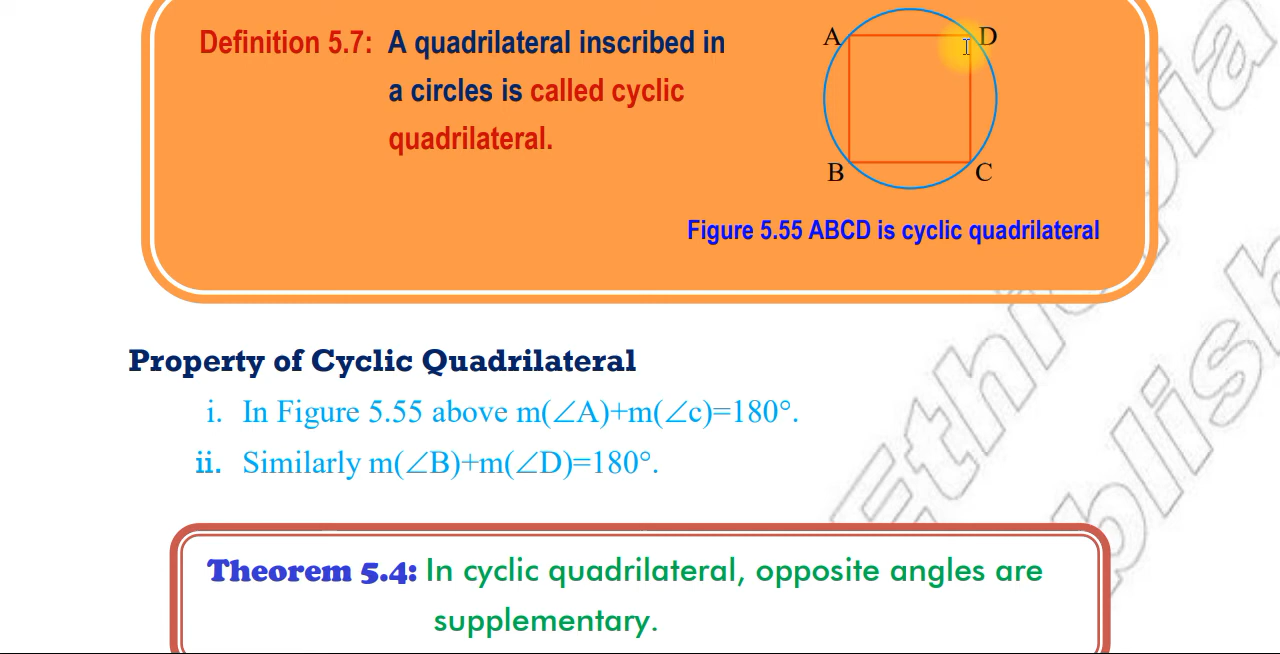 Definition 5.7: A quadrilateral inscribed in
a circles is called cyclic
quadrilateral.
A
D
B
C
Figure 5.55 ABCD is cyclic quadrilateral
Property of Cyclic Quadrilateral
i. In Figure 5.55 above m(∠A)+m(∠c)=180°.
ii. Similarly m(∠B)+m(∠D)=180°.
Theorem 5.4: In cyclic quadrilateral, opposite angles are
supplementary.